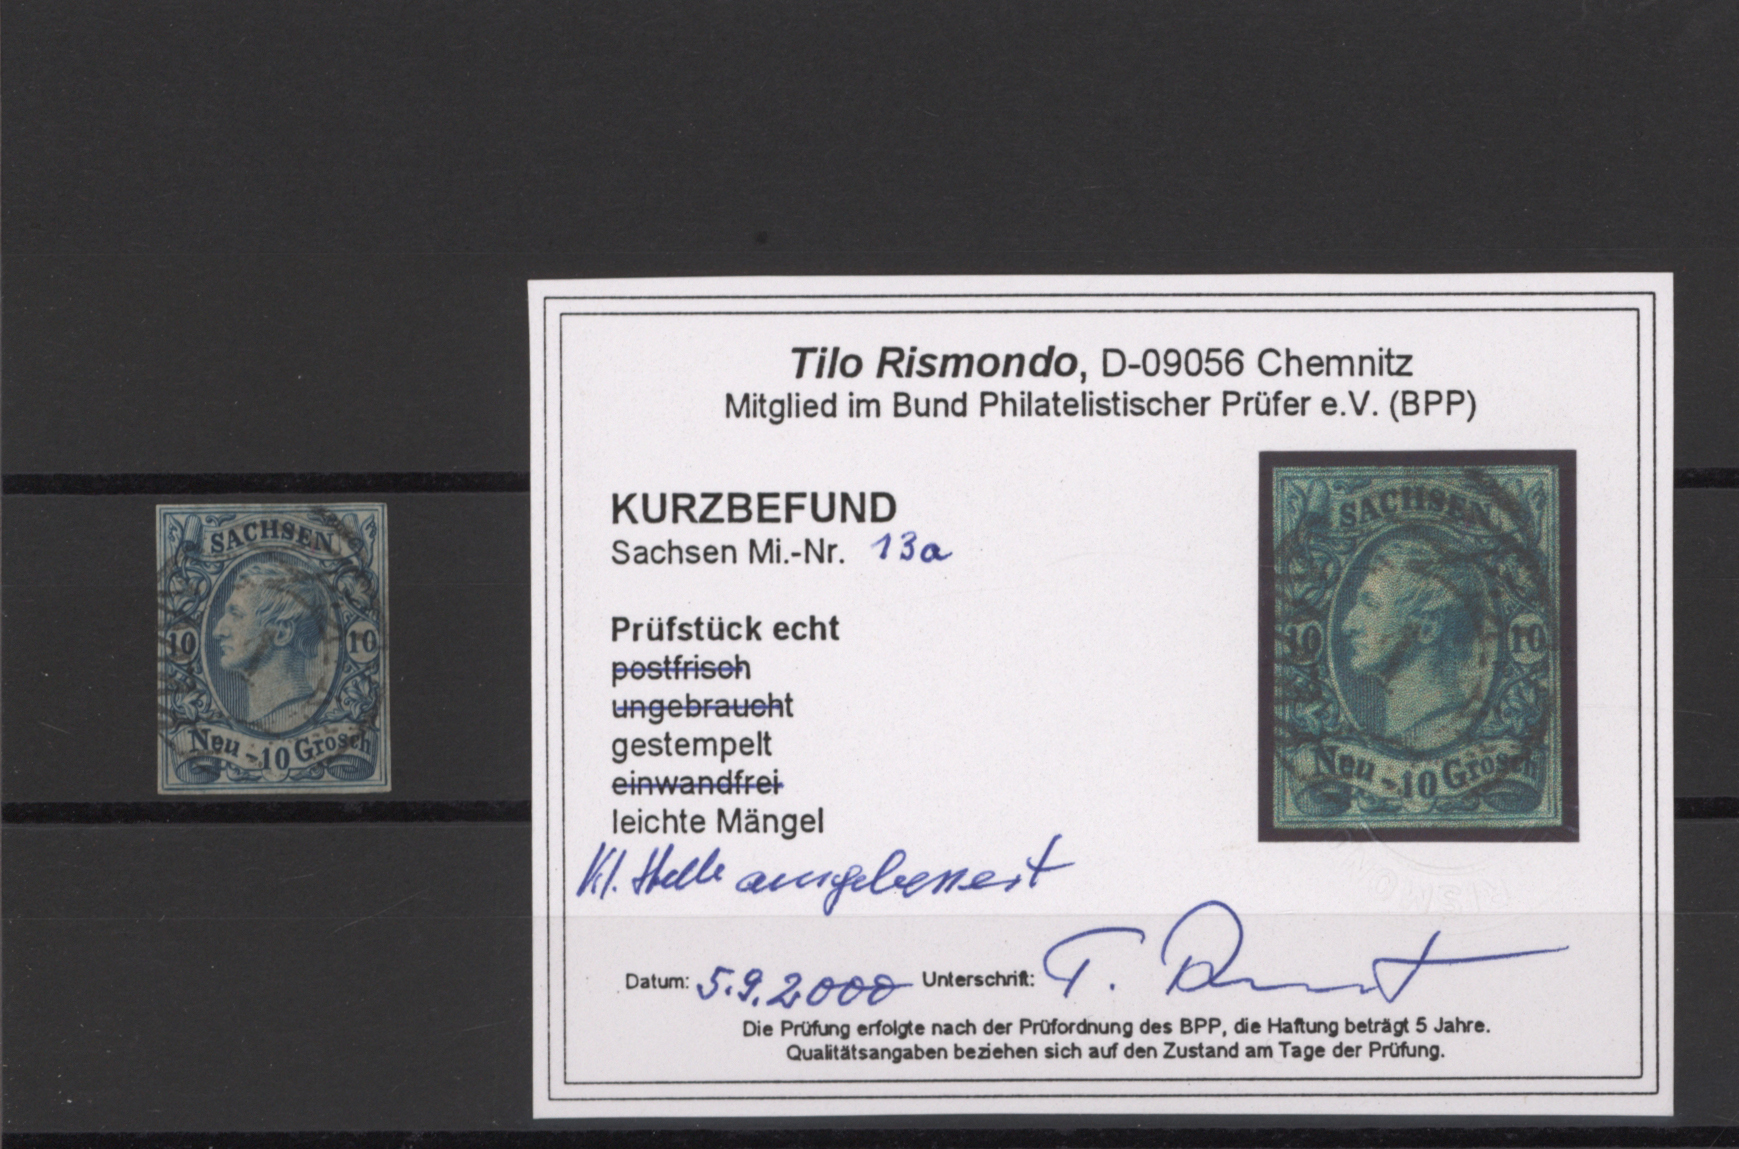 SACHSEN
10 10
Neu - 10 Grosch
Tilo Rismondo, D-09056 Chemnitz
Mitglied im Bund Philatelistischer Prüfer e.V. (BPP)
KURZBEFUND
Sachsen Mi.-Nr. 13a
Prüfstück echt
postfrisch
ungebraucht
gestempelt
einwandfrei
leichte Mängel
Kl. Stelle ausgebessert
SACHSEN
10 10
Neu - 10 Grosch
Datum: 5.9.2000 Unterschrift:
Die Prüfung erfolgte nach der Prüfordnung des BPP, die Haftung beträgt 5 Jahre.
Qualitätsangaben beziehen sich auf den Zustand am Tage der Prüfung.